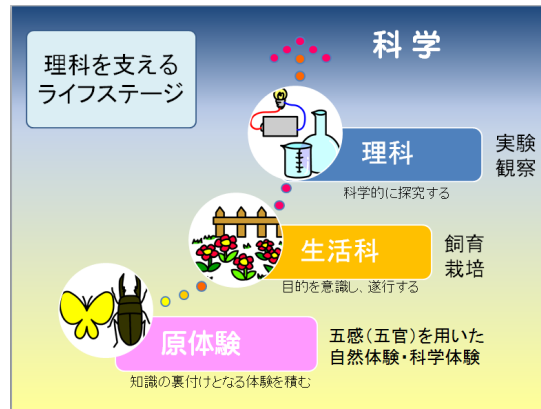 理科を支える
ライフステージ
科学
理科
実験
観察
科学的に探究する
生活科
飼育
栽培
目的を意識し、遂行する
原体験
五感(五官)を用いた
自然体験・科学体験
知識の裏付けとなる体験を積む